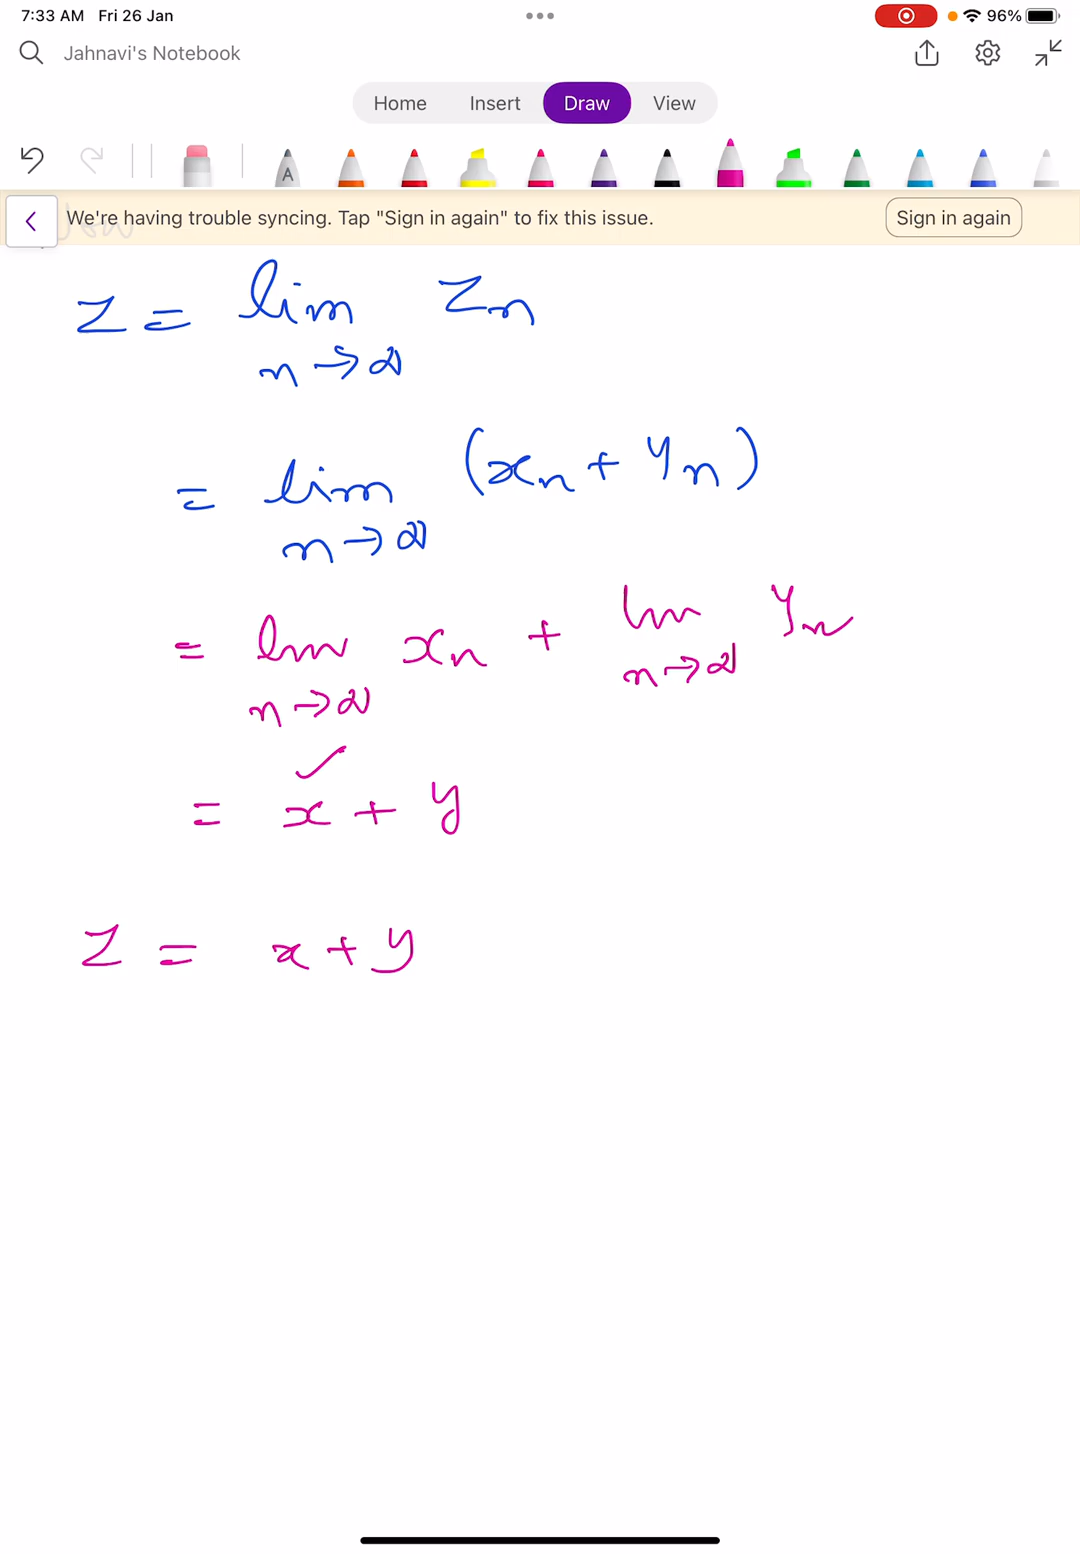 7:33 AM Fri 26 Jan 96%
Jahnavi's Notebook
Home Insert Draw View
A
We're having trouble syncing. Tap "Sign in again" to fix this issue. Sign in again
z = lim zn
n→∞
= lim (xn + yn)
n→∞
= lim xn + lim yn
n→∞ n→∞
= x + y
z = x + y